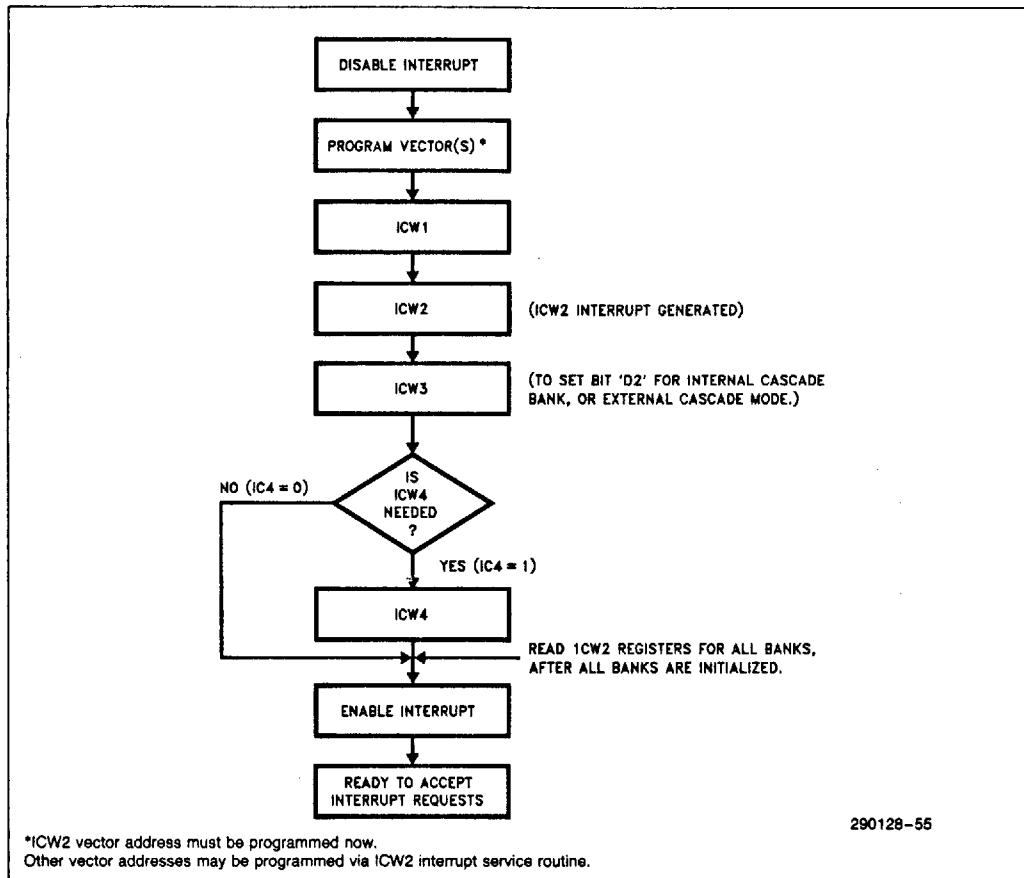 DISABLE INTERRUPT
PROGRAM VECTOR(S)*
ICW1
ICW2
(ICW2 INTERRUPT GENERATED)
ICW3
(TO SET BIT 'D2' FOR INTERNAL CASCADE
BANK, OR EXTERNAL CASCADE MODE.)
IS
ICW4
NEEDED
?
NO (IC4 = 0)
YES (IC4 = 1)
ICW4
READ 1CW2 REGISTERS FOR ALL BANKS,
AFTER ALL BANKS ARE INITIALIZED.
ENABLE INTERRUPT
READY TO ACCEPT
INTERRUPT REQUESTS
290128-55
*ICW2 vector address must be programmed now.
Other vector addresses may be programmed via ICW2 interrupt service routine.